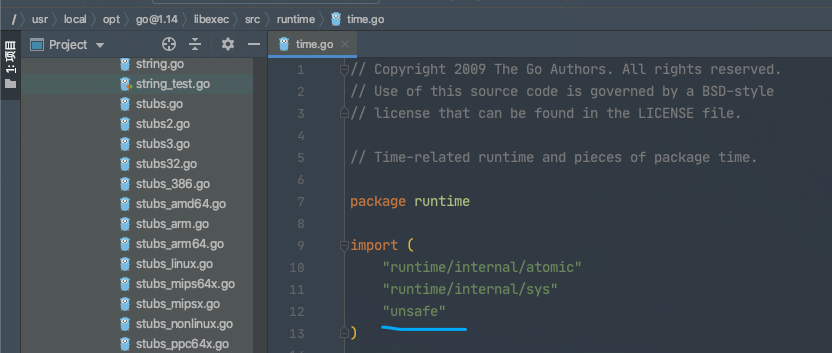 / usr local opt go@1.14 libexec src runtime time.go
1: 项目
Project
string.go
string_test.go
stubs.go
stubs2.go
stubs3.go
stubs32.go
stubs_386.go
stubs_amd64.go
stubs_arm.go
stubs_arm64.go
stubs_linux.go
stubs_mips64x.go
stubs_mipsx.go
stubs_nonlinux.go
stubs_ppc64x.go
time.go
1 // Copyright 2009 The Go Authors. All rights reserved.
2 // Use of this source code is governed by a BSD-style
3 // license that can be found in the LICENSE file.
4
5 // Time-related runtime and pieces of package time.
6
7 package runtime
8
9 import (
10 "runtime/internal/atomic"
11 "runtime/internal/sys"
12 "unsafe"
13 )